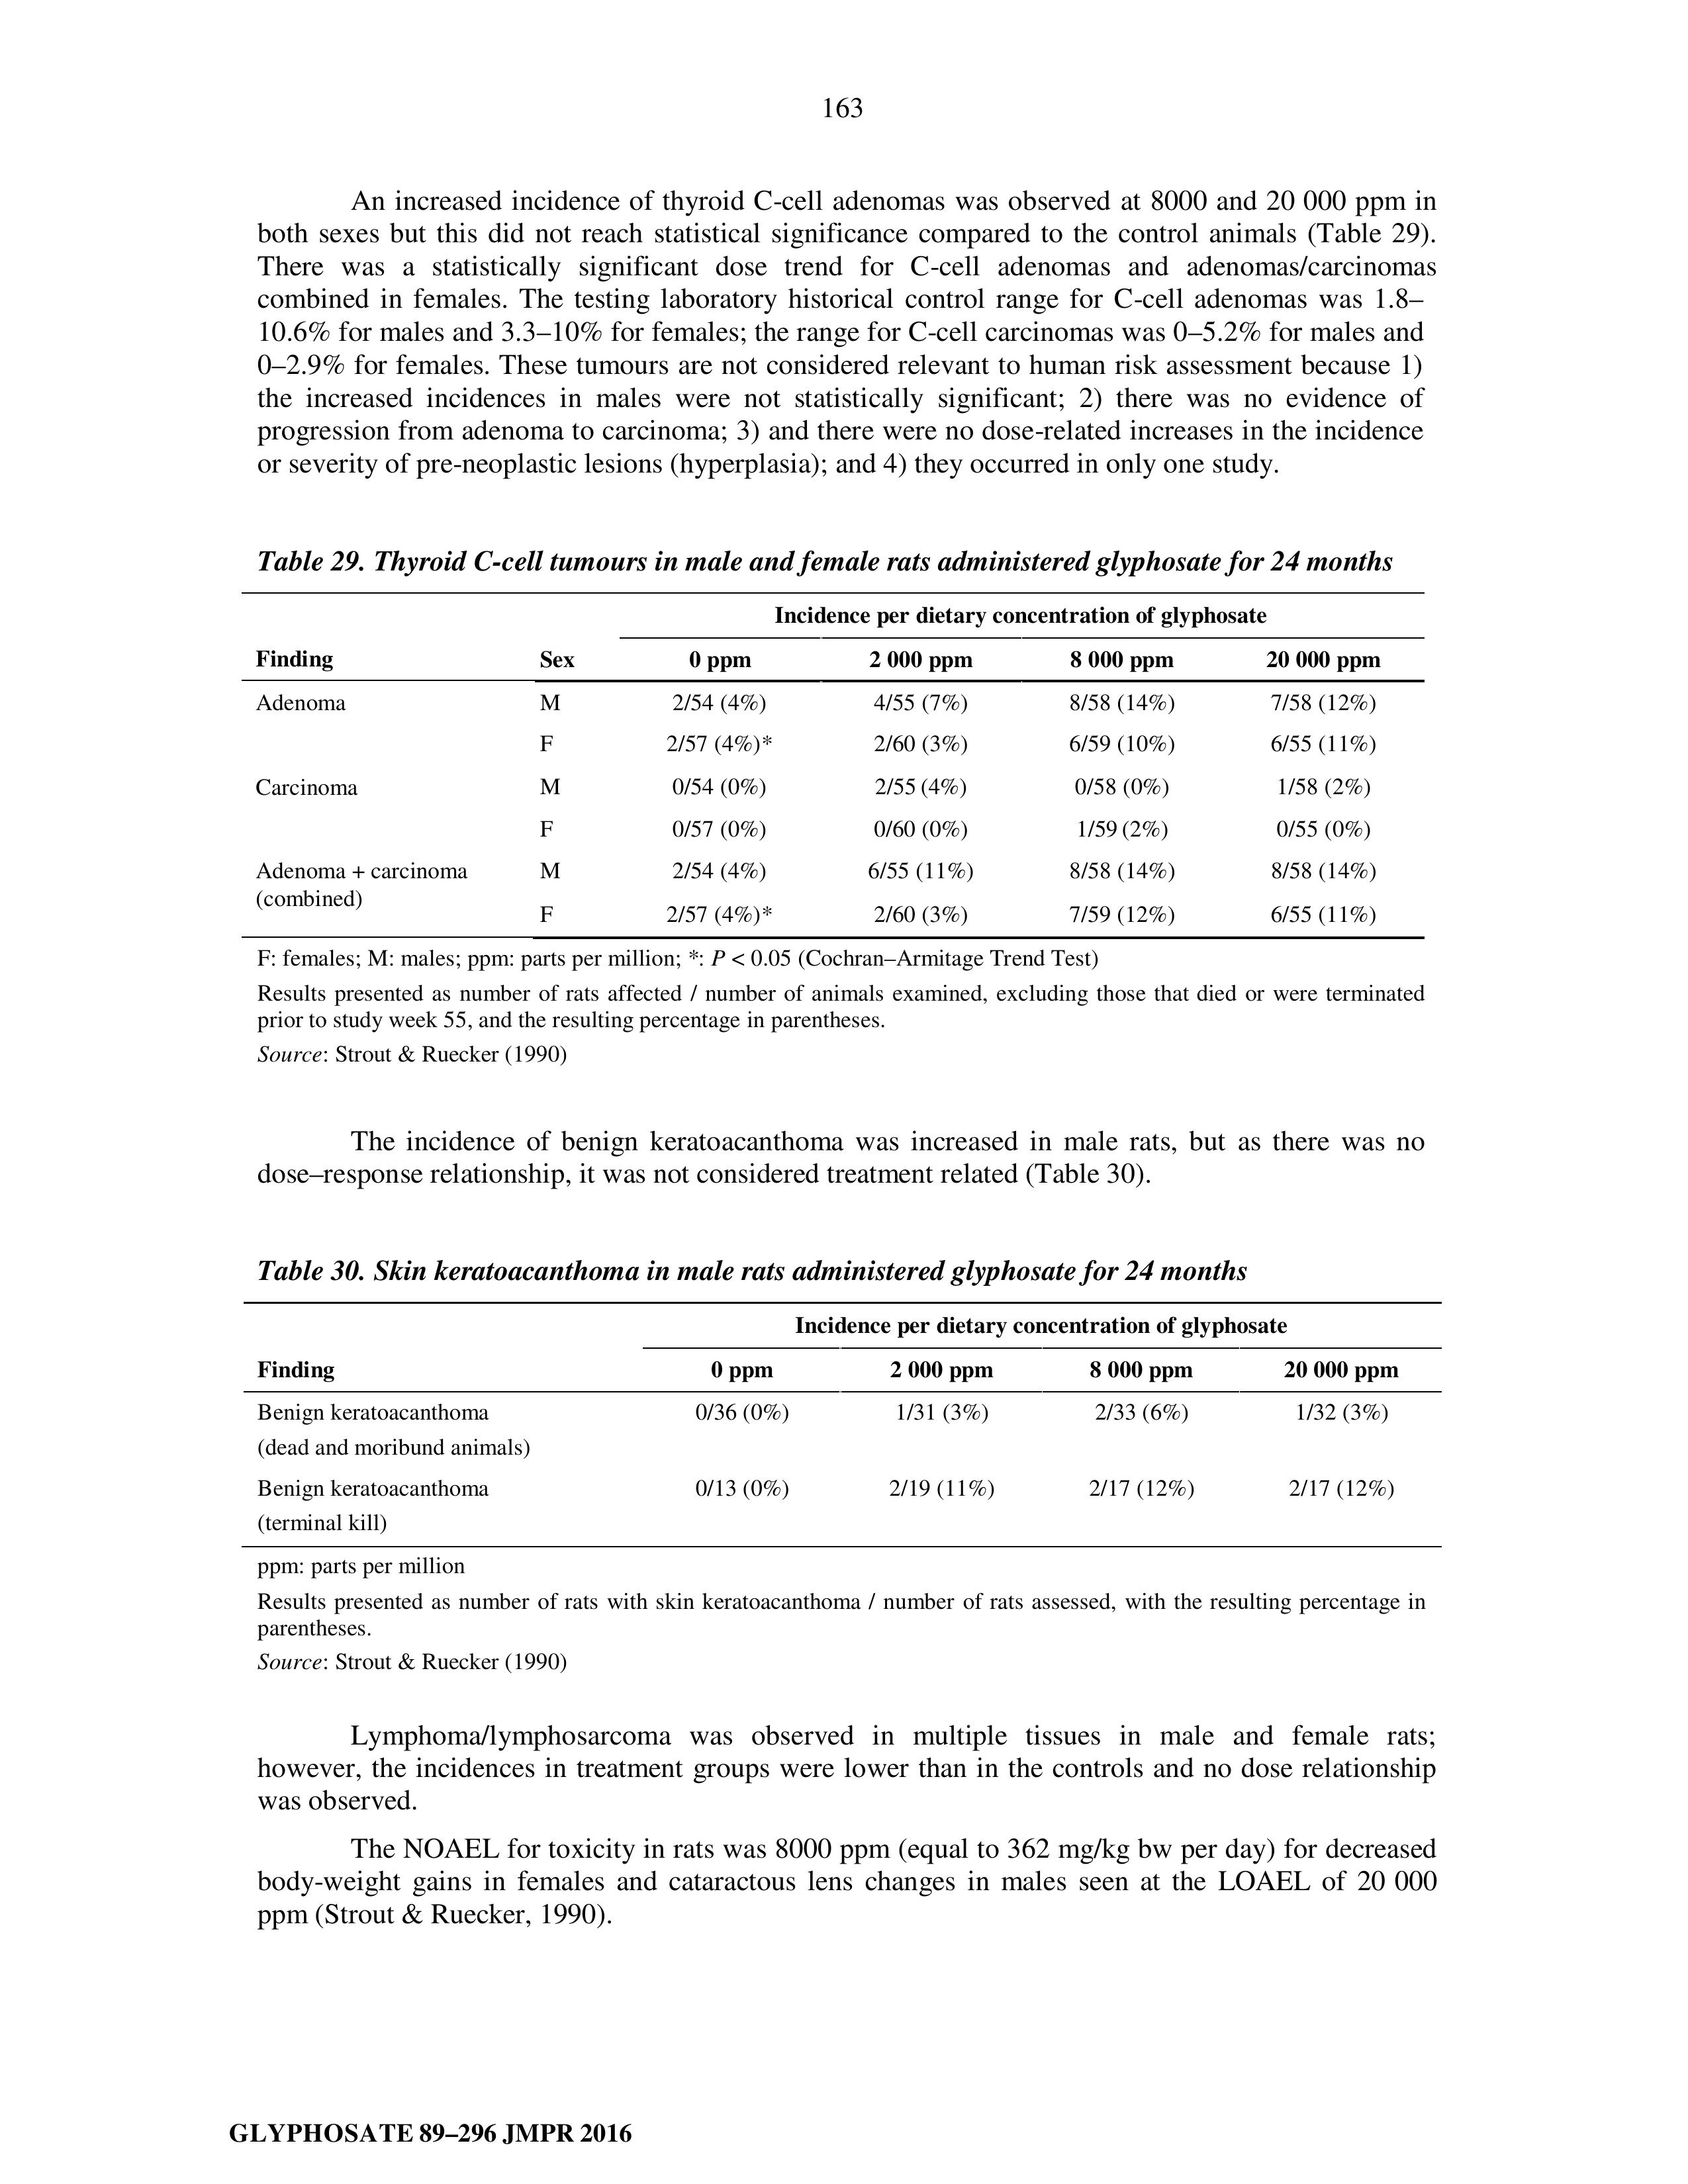 163
An increased incidence of thyroid C-cell adenomas was observed at 8000 and 20 000 ppm in
both sexes but this did not reach statistical significance compared to the control animals (Table 29).
There was a statistically significant dose trend for C-cell adenomas and adenomas/carcinomas
combined in females. The testing laboratory historical control range for C-cell adenomas was 1.8–
10.6% for males and 3.3–10% for females; the range for C-cell carcinomas was 0–5.2% for males and
0–2.9% for females. These tumours are not considered relevant to human risk assessment because 1)
the increased incidences in males were not statistically significant; 2) there was no evidence of
progression from adenoma to carcinoma; 3) and there were no dose-related increases in the incidence
or severity of pre-neoplastic lesions (hyperplasia); and 4) they occurred in only one study.
Table 29. Thyroid C-cell tumours in male and female rats administered glyphosate for 24 months
Incidence per dietary concentration of glyphosate
Finding Sex 0 ppm 2 000 ppm 8 000 ppm 20 000 ppm
Adenoma M 2/54 (4%) 4/55 (7%) 8/58 (14%) 7/58 (12%)
F 2/57 (4%)* 2/60 (3%) 6/59 (10%) 6/55 (11%)
Carcinoma M 0/54 (0%) 2/55 (4%) 0/58 (0%) 1/58 (2%)
F 0/57 (0%) 0/60 (0%) 1/59 (2%) 0/55 (0%)
Adenoma + carcinoma M 2/54 (4%) 6/55 (11%) 8/58 (14%) 8/58 (14%)
(combined)
F 2/57 (4%)* 2/60 (3%) 7/59 (12%) 6/55 (11%)
F: females; M: males; ppm: parts per million; *: P < 0.05 (Cochran–Armitage Trend Test)
Results presented as number of rats affected / number of animals examined, excluding those that died or were terminated
prior to study week 55, and the resulting percentage in parentheses.
Source: Strout & Ruecker (1990)
The incidence of benign keratoacanthoma was increased in male rats, but as there was no
dose–response relationship, it was not considered treatment related (Table 30).
Table 30. Skin keratoacanthoma in male rats administered glyphosate for 24 months
Incidence per dietary concentration of glyphosate
Finding 0 ppm 2 000 ppm 8 000 ppm 20 000 ppm
Benign keratoacanthoma 0/36 (0%) 1/31 (3%) 2/33 (6%) 1/32 (3%)
(dead and moribund animals)
Benign keratoacanthoma 0/13 (0%) 2/19 (11%) 2/17 (12%) 2/17 (12%)
(terminal kill)
ppm: parts per million
Results presented as number of rats with skin keratoacanthoma / number of rats assessed, with the resulting percentage in
parentheses.
Source: Strout & Ruecker (1990)
Lymphoma/lymphosarcoma was observed in multiple tissues in male and female rats;
however, the incidences in treatment groups were lower than in the controls and no dose relationship
was observed.
The NOAEL for toxicity in rats was 8000 ppm (equal to 362 mg/kg bw per day) for decreased
body-weight gains in females and cataractous lens changes in males seen at the LOAEL of 20 000
ppm (Strout & Ruecker, 1990).
GLYPHOSATE 89–296 JMPR 2016